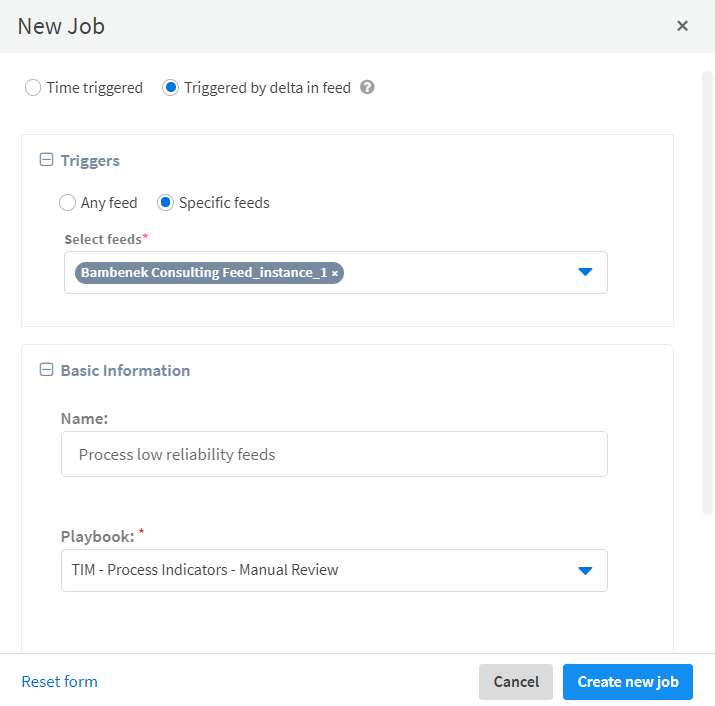 New Job
×
Time triggered Triggered by delta in feed ?
Triggers
Any feed Specific feeds
Select feeds*
Bambenek Consulting Feed_instance_1 ×
Basic Information
Name:
Process low reliability feeds
Playbook: *
TIM - Process Indicators - Manual Review
Reset form Cancel Create new job